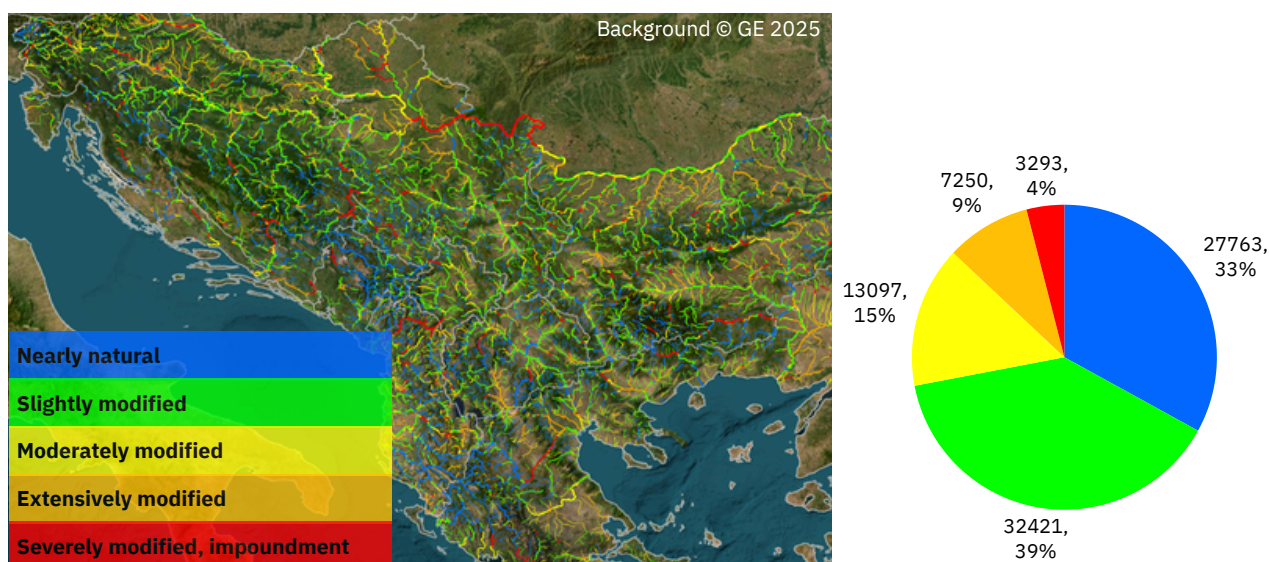 Background © GE 2025
Nearly natural
Slightly modified
Moderately modified
Extensively modified
Severely modified, impoundment
3293,
4%
7250,
9%
27763,
33%
13097,
15%
32421,
39%